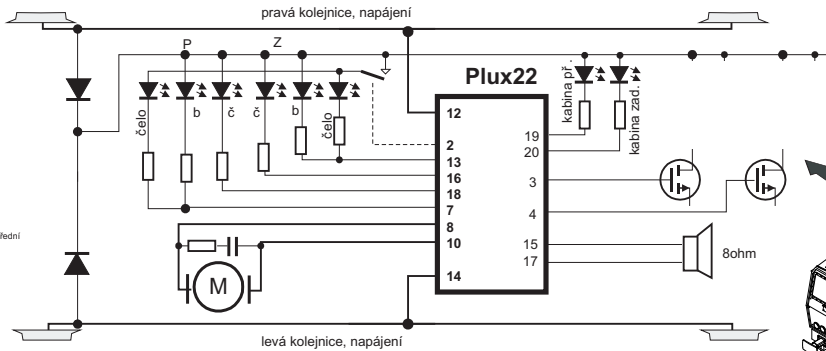 pravá kolejnice, napájení
P
Z
Plux22
kabina př.
kabina zad.
čelo
b
č
č
b
čelo
12
2
13
16
18
7
8
10
14
19
20
3
4
15
17
řední
M
8ohm
levá kolejnice, napájení